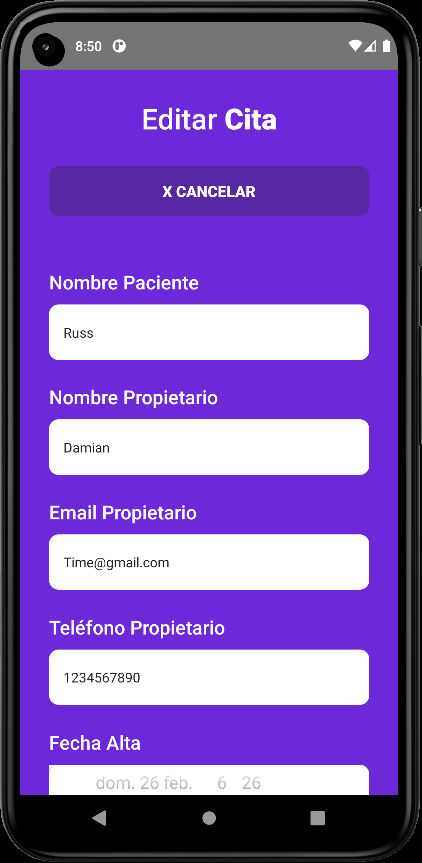 8:50
Editar Cita
X CANCELAR
Nombre Paciente
Russ
Nombre Propietario
Damian
Email Propietario
Time@gmail.com
Teléfono Propietario
1234567890
Fecha Alta
dom. 26 feb. 6 26